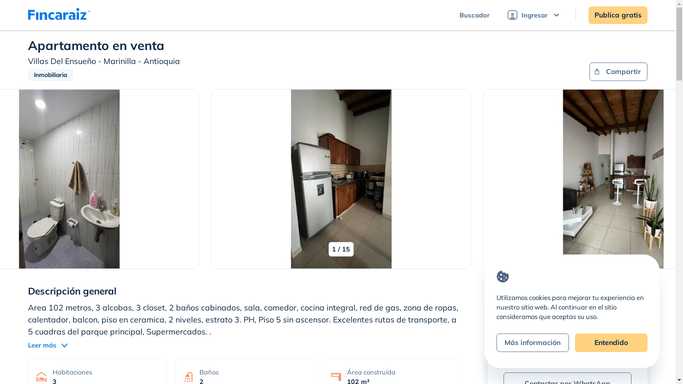 Fincaraiz
Buscador
Ingresar
Publica gratis
Apartamento en venta
Villas Del Ensueño - Marinilla - Antioquia
Inmobiliaria
Compartir
1 / 15
Descripción general
Area 102 metros, 3 alcobas, 3 closet, 2 baños cabinados, sala, comedor, cocina integral, red de gas, zona de ropas,
calentador, balcon, piso en ceramica, 2 niveles, estrato 3. PH, Piso 5 sin ascensor. Excelentes rutas de transporte, a
5 cuadras del parque principal, Supermercados. .
Leer más
Habitaciones
3
Baños
2
Área construida
102 m²
Utilizamos cookies para mejorar tu experiencia en
nuestro sitio web. Al continuar en el sitio
consideramos que aceptas su uso.
Más información
Entendido
Contactar por WhatsApp